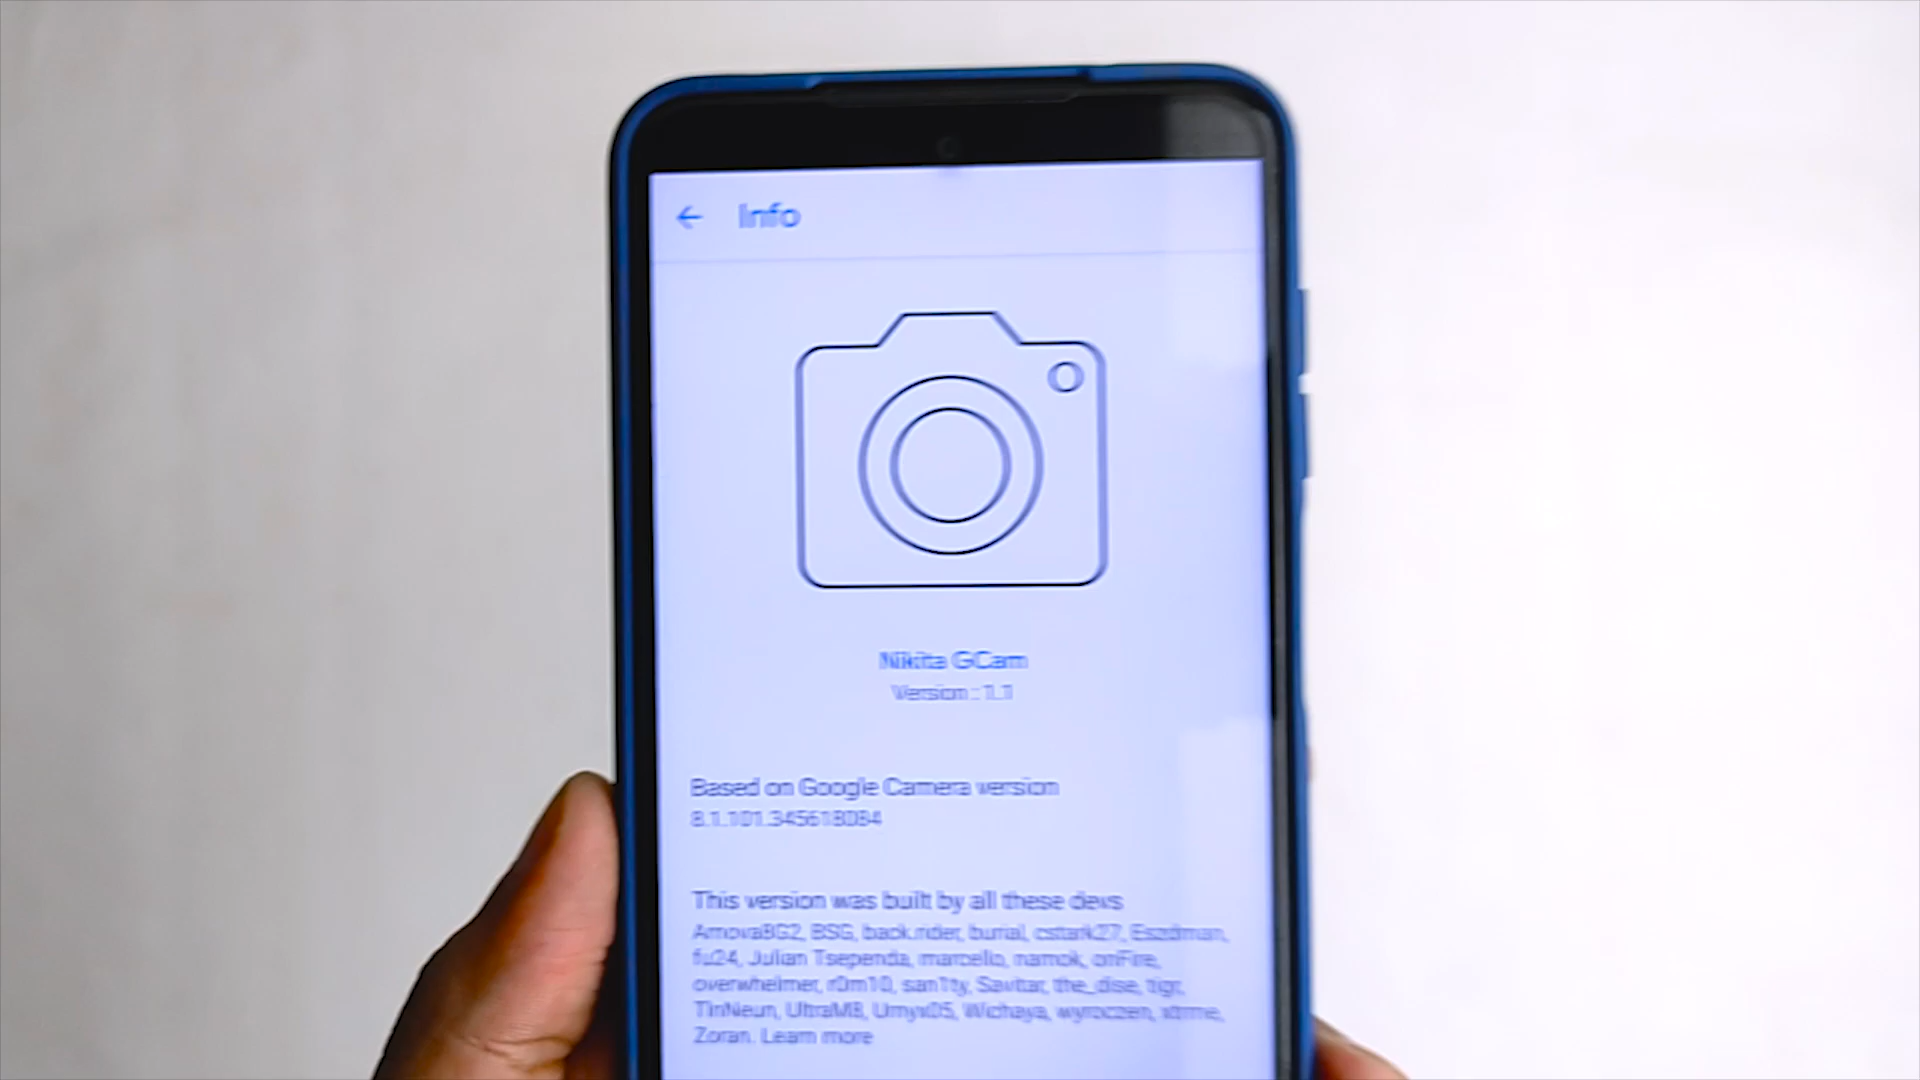 Info
Nikita GCam
Version : 1.1
Based on Google Camera version
8.1.101.345618084
This version was built by all these devs
Arnova8G2, BSG, back.rider, burial, cstark27, Eszdman,
fu24, Julian Tsependa, marcello, namok, onFire,
overwhelmer, r0m10, san1ty, Savitar, the_dise, tigr,
TlnNeun, UltraM8, Urnyx05, Wichaya, wyroczen, xtrme,
Zoran. Learn more